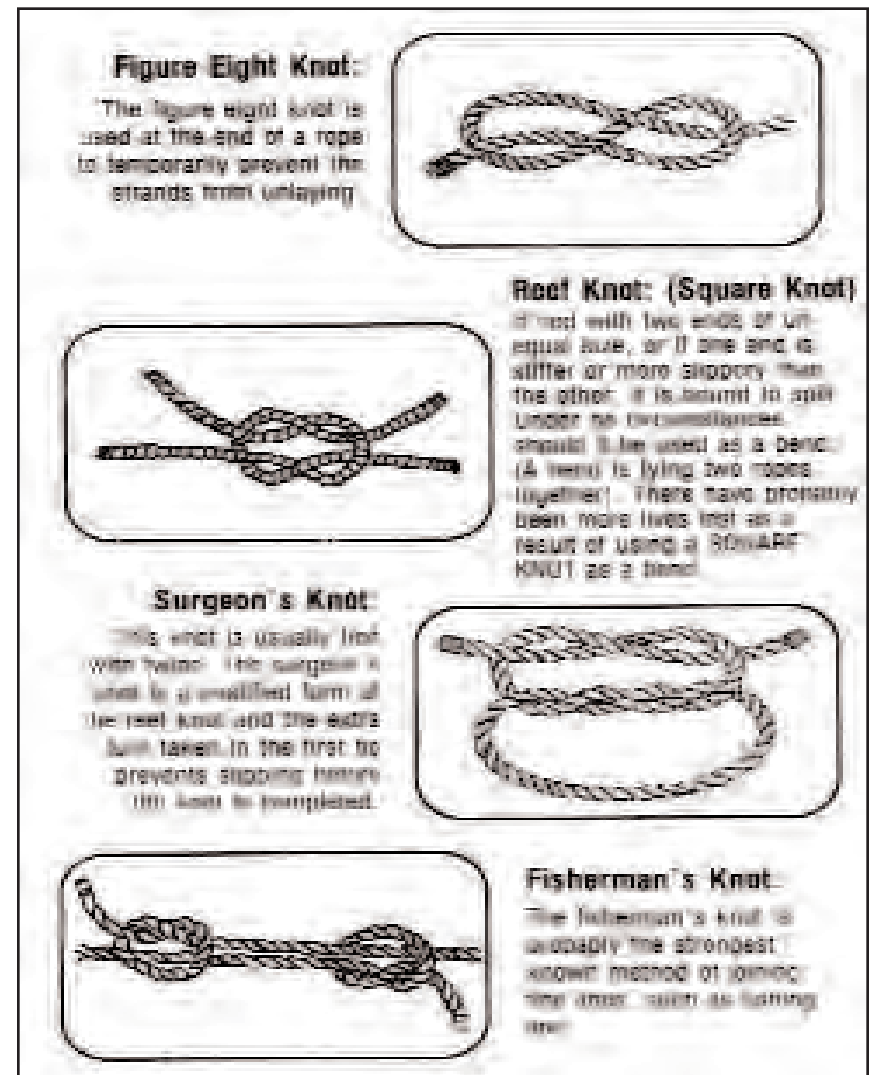 Figure Eight Knot:
The figure eight knot is
used at the end of a rope
to temporarily prevent the
strands from unlaying.
Reef Knot: (Square Knot)
If tied with two ends of un-
equal size, or if one end is
stiffer or more slippery than
the other, it is bound to spill.
Under no circumstances
should it be used as a bend.
(A bend is tying two ropes
together). There have probably
been more lives lost as a
result of using a SQUARE
KNOT as a bend
Surgeon's Knot:
This knot is usually tied
with twine. The surgeon's
knot is a modified form of
the reef knot and the extra
turn taken in the first tie
prevents slipping before
the knot is completed.
Fisherman's Knot:
The fisherman's knot is
probably the strongest
known method of joining
fine lines such as fishing